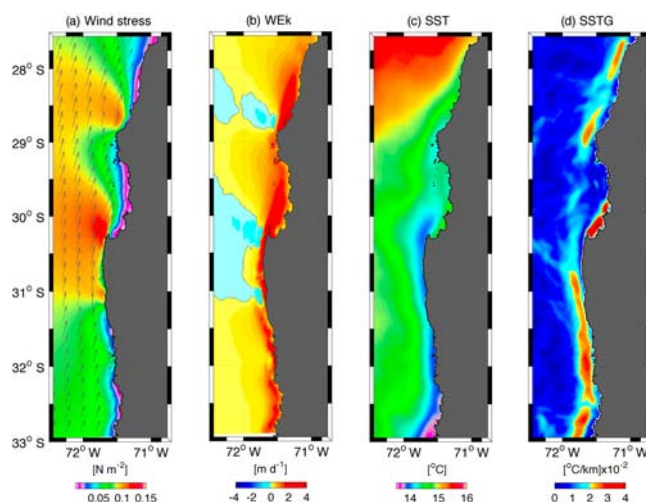 (a) Wind stress (b) WEk (c) SST (d) SSTG
28° S
29° S
30° S
31° S
32° S
33° S
72° W 71° W 72° W 71° W 72° W 71° W 72° W 71° W
[N m-2] [m d-1] [°C] [°C/km]x10-2
0.05 0.1 0.15 -4 -2 0 2 4 14 15 16 0 1 2 3 4